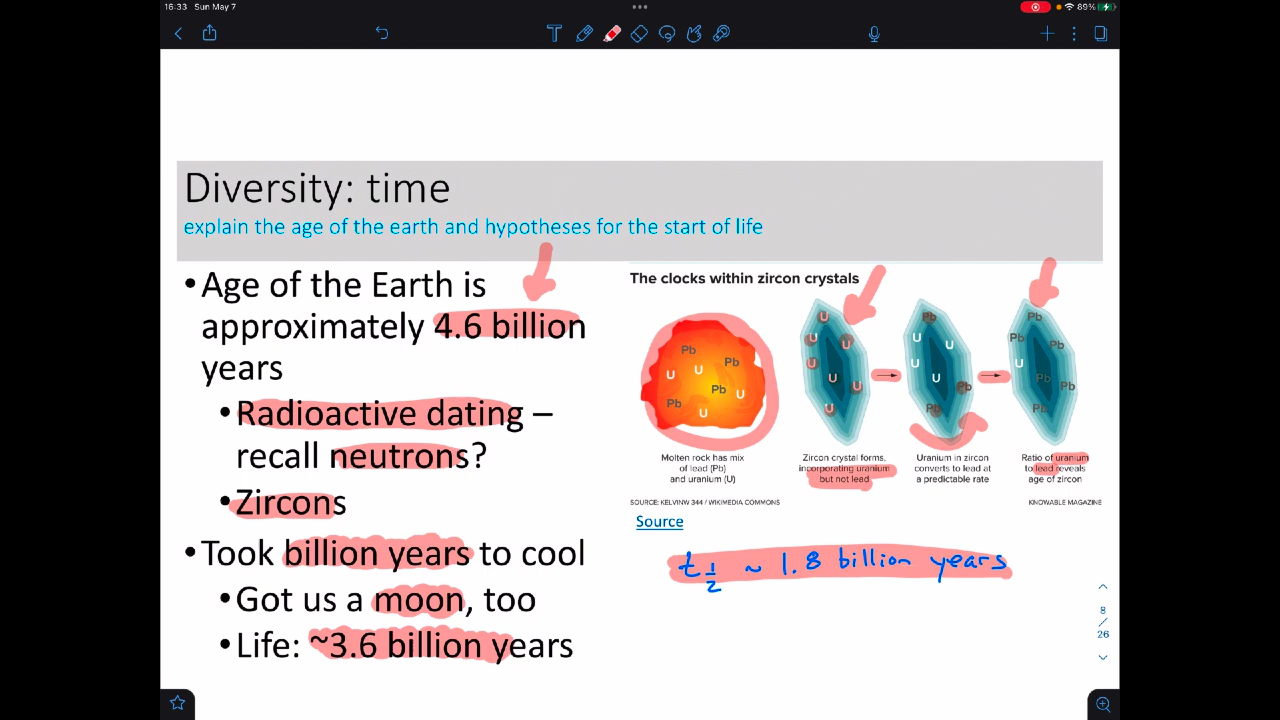 16:33 Sun May 7
89%
Diversity: time
explain the age of the earth and hypotheses for the start of life
•Age of the Earth is
approximately 4.6 billion
years
•Radioactive dating –
recall neutrons?
•Zircons
•Took billion years to cool
•Got us a moon, too
•Life: ~3.6 billion years
The clocks within zircon crystals
Pb
U U Pb
Pb Pb U
U
U
U U
U
U U
U
Pb
U U
U
U Pb
Pb
Pb
Pb Pb
U
Pb Pb
Pb
Molten rock has mix
of lead (Pb)
and uranium (U)
Zircon crystal forms,
incorporating uranium
but not lead
Uranium in zircon
converts to lead at
a predictable rate
Ratio of uranium
to lead reveals
age of zircon
SOURCE: KELVINW 344 / WIKIMEDIA COMMONS
KNOWABLE MAGAZINE
Source
t 1/2 ~ 1.8 billion years
8
/
26